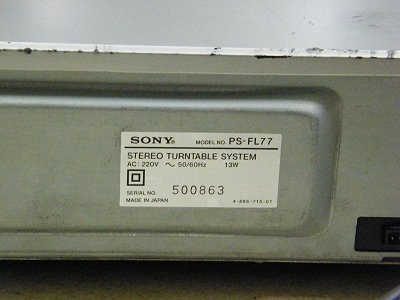 SONY® MODEL NO. PS-FL77
STEREO TURNTABLE SYSTEM
AC: 220V ~ 50/60Hz 13W
SERIAL NO. 500863
MADE IN JAPAN 4-886-715-01